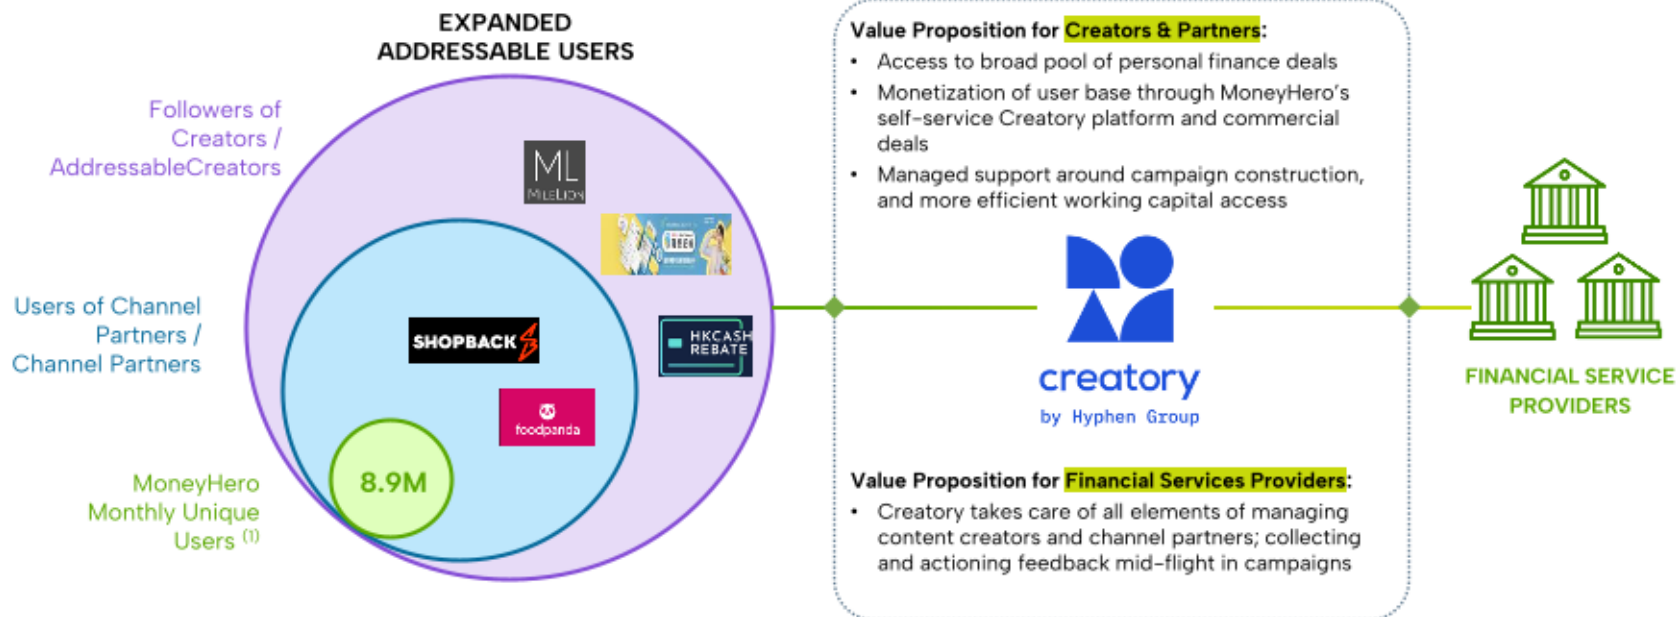 EXPANDED
ADDRESSABLE USERS
Followers of
Creators /
AddressableCreators
Users of Channel
Partners /
Channel Partners
MoneyHero
Monthly Unique
Users (1)
ML
MILELION
SHOPBACK
HKCASH
REBATE
foodpanda
8.9M
Value Proposition for Creators & Partners:
• Access to broad pool of personal finance deals
• Monetization of user base through MoneyHero's
self-service Creatory platform and commercial
deals
• Managed support around campaign construction,
and more efficient working capital access
creatory
by Hyphen Group
Value Proposition for Financial Services Providers:
• Creatory takes care of all elements of managing
content creators and channel partners; collecting
and actioning feedback mid-flight in campaigns
FINANCIAL SERVICE
PROVIDERS